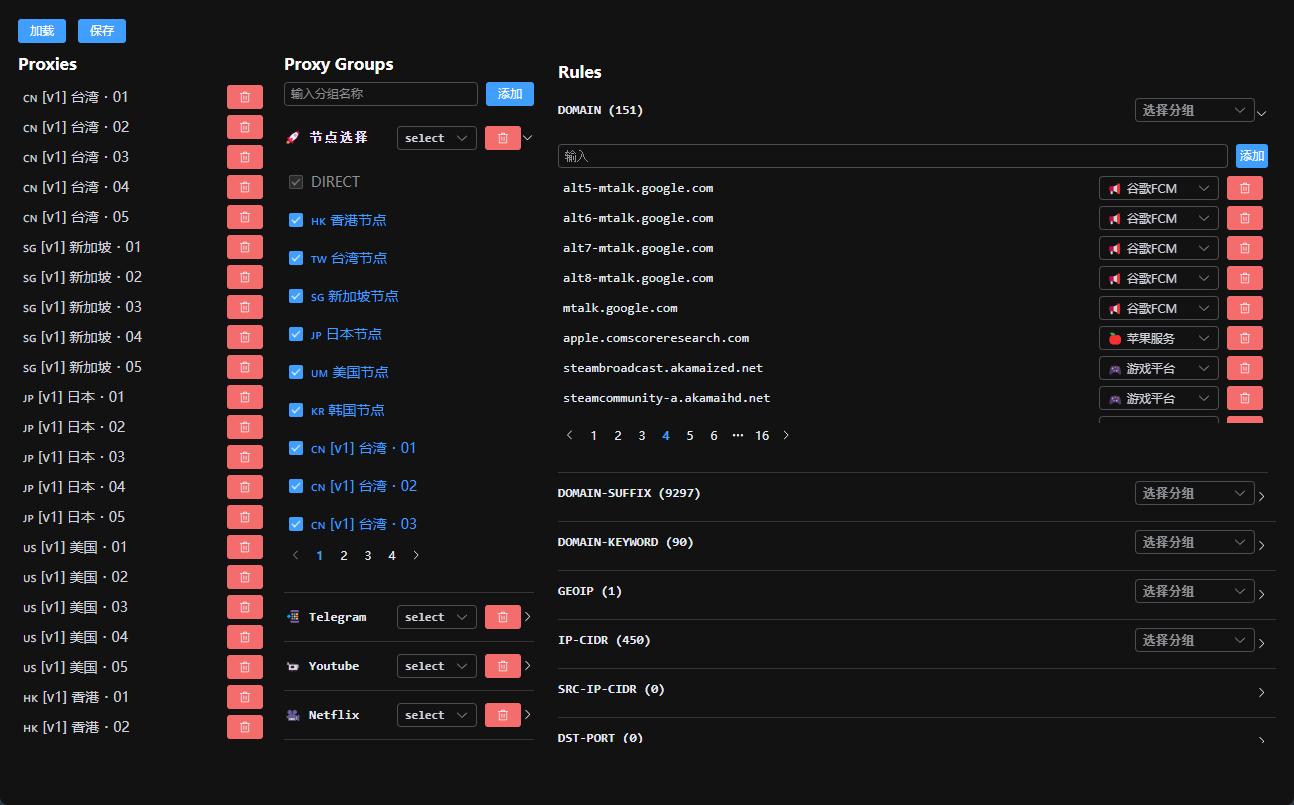 加载 保存
Proxies
CN [v1] 台湾・01
CN [v1] 台湾・02
CN [v1] 台湾・03
CN [v1] 台湾・04
CN [v1] 台湾・05
SG [v1] 新加坡・01
SG [v1] 新加坡・02
SG [v1] 新加坡・03
SG [v1] 新加坡・04
SG [v1] 新加坡・05
JP [v1] 日本・01
JP [v1] 日本・02
JP [v1] 日本・03
JP [v1] 日本・04
JP [v1] 日本・05
US [v1] 美国・01
US [v1] 美国・02
US [v1] 美国・03
US [v1] 美国・04
US [v1] 美国・05
HK [v1] 香港・01
HK [v1] 香港・02
Proxy Groups
输入分组名称 添加
🚀 节点选择 select
DIRECT
HK 香港节点
TW 台湾节点
SG 新加坡节点
JP 日本节点
UM 美国节点
KR 韩国节点
CN [v1] 台湾・01
CN [v1] 台湾・02
CN [v1] 台湾・03
1 2 3 4
📲 Telegram select
Youtube select
🎥 Netflix select
Rules
DOMAIN (151) 选择分组
输入 添加
alt5-mtalk.google.com 📢 谷歌FCM
alt6-mtalk.google.com 📢 谷歌FCM
alt7-mtalk.google.com 📢 谷歌FCM
alt8-mtalk.google.com 📢 谷歌FCM
mtalk.google.com 📢 谷歌FCM
apple.comscoreresearch.com 🍎 苹果服务
steambroadcast.akamaized.net 🎮 游戏平台
steamcommunity-a.akamaihd.net 🎮 游戏平台
1 2 3 4 5 6 ••• 16
DOMAIN-SUFFIX (9297) 选择分组
DOMAIN-KEYWORD (90) 选择分组
GEOIP (1) 选择分组
IP-CIDR (450) 选择分组
SRC-IP-CIDR (0)
DST-PORT (0)